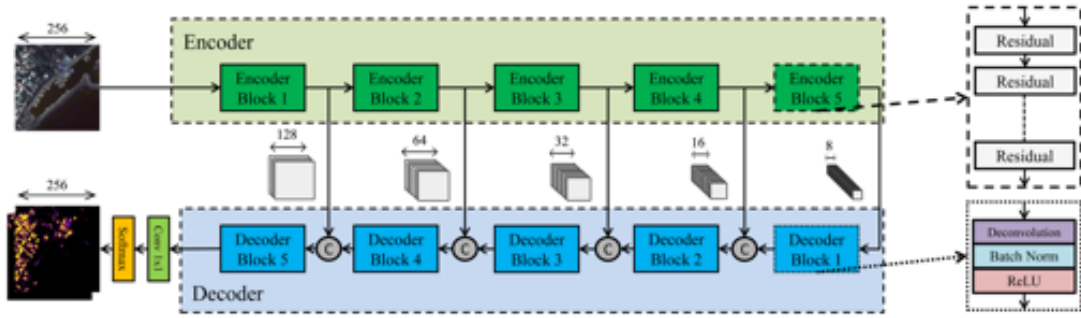 256
Encoder
Encoder
Block 1
Encoder
Block 2
Encoder
Block 3
Encoder
Block 4
Encoder
Block 5
Residual
Residual
Residual
128
64
32
16
8
256
Softmax
Conv 1x1
Decoder
Block 5
C
Decoder
Block 4
C
Decoder
Block 3
C
Decoder
Block 2
C
Decoder
Block 1
Decoder
Deconvolution
Batch Norm
ReLU